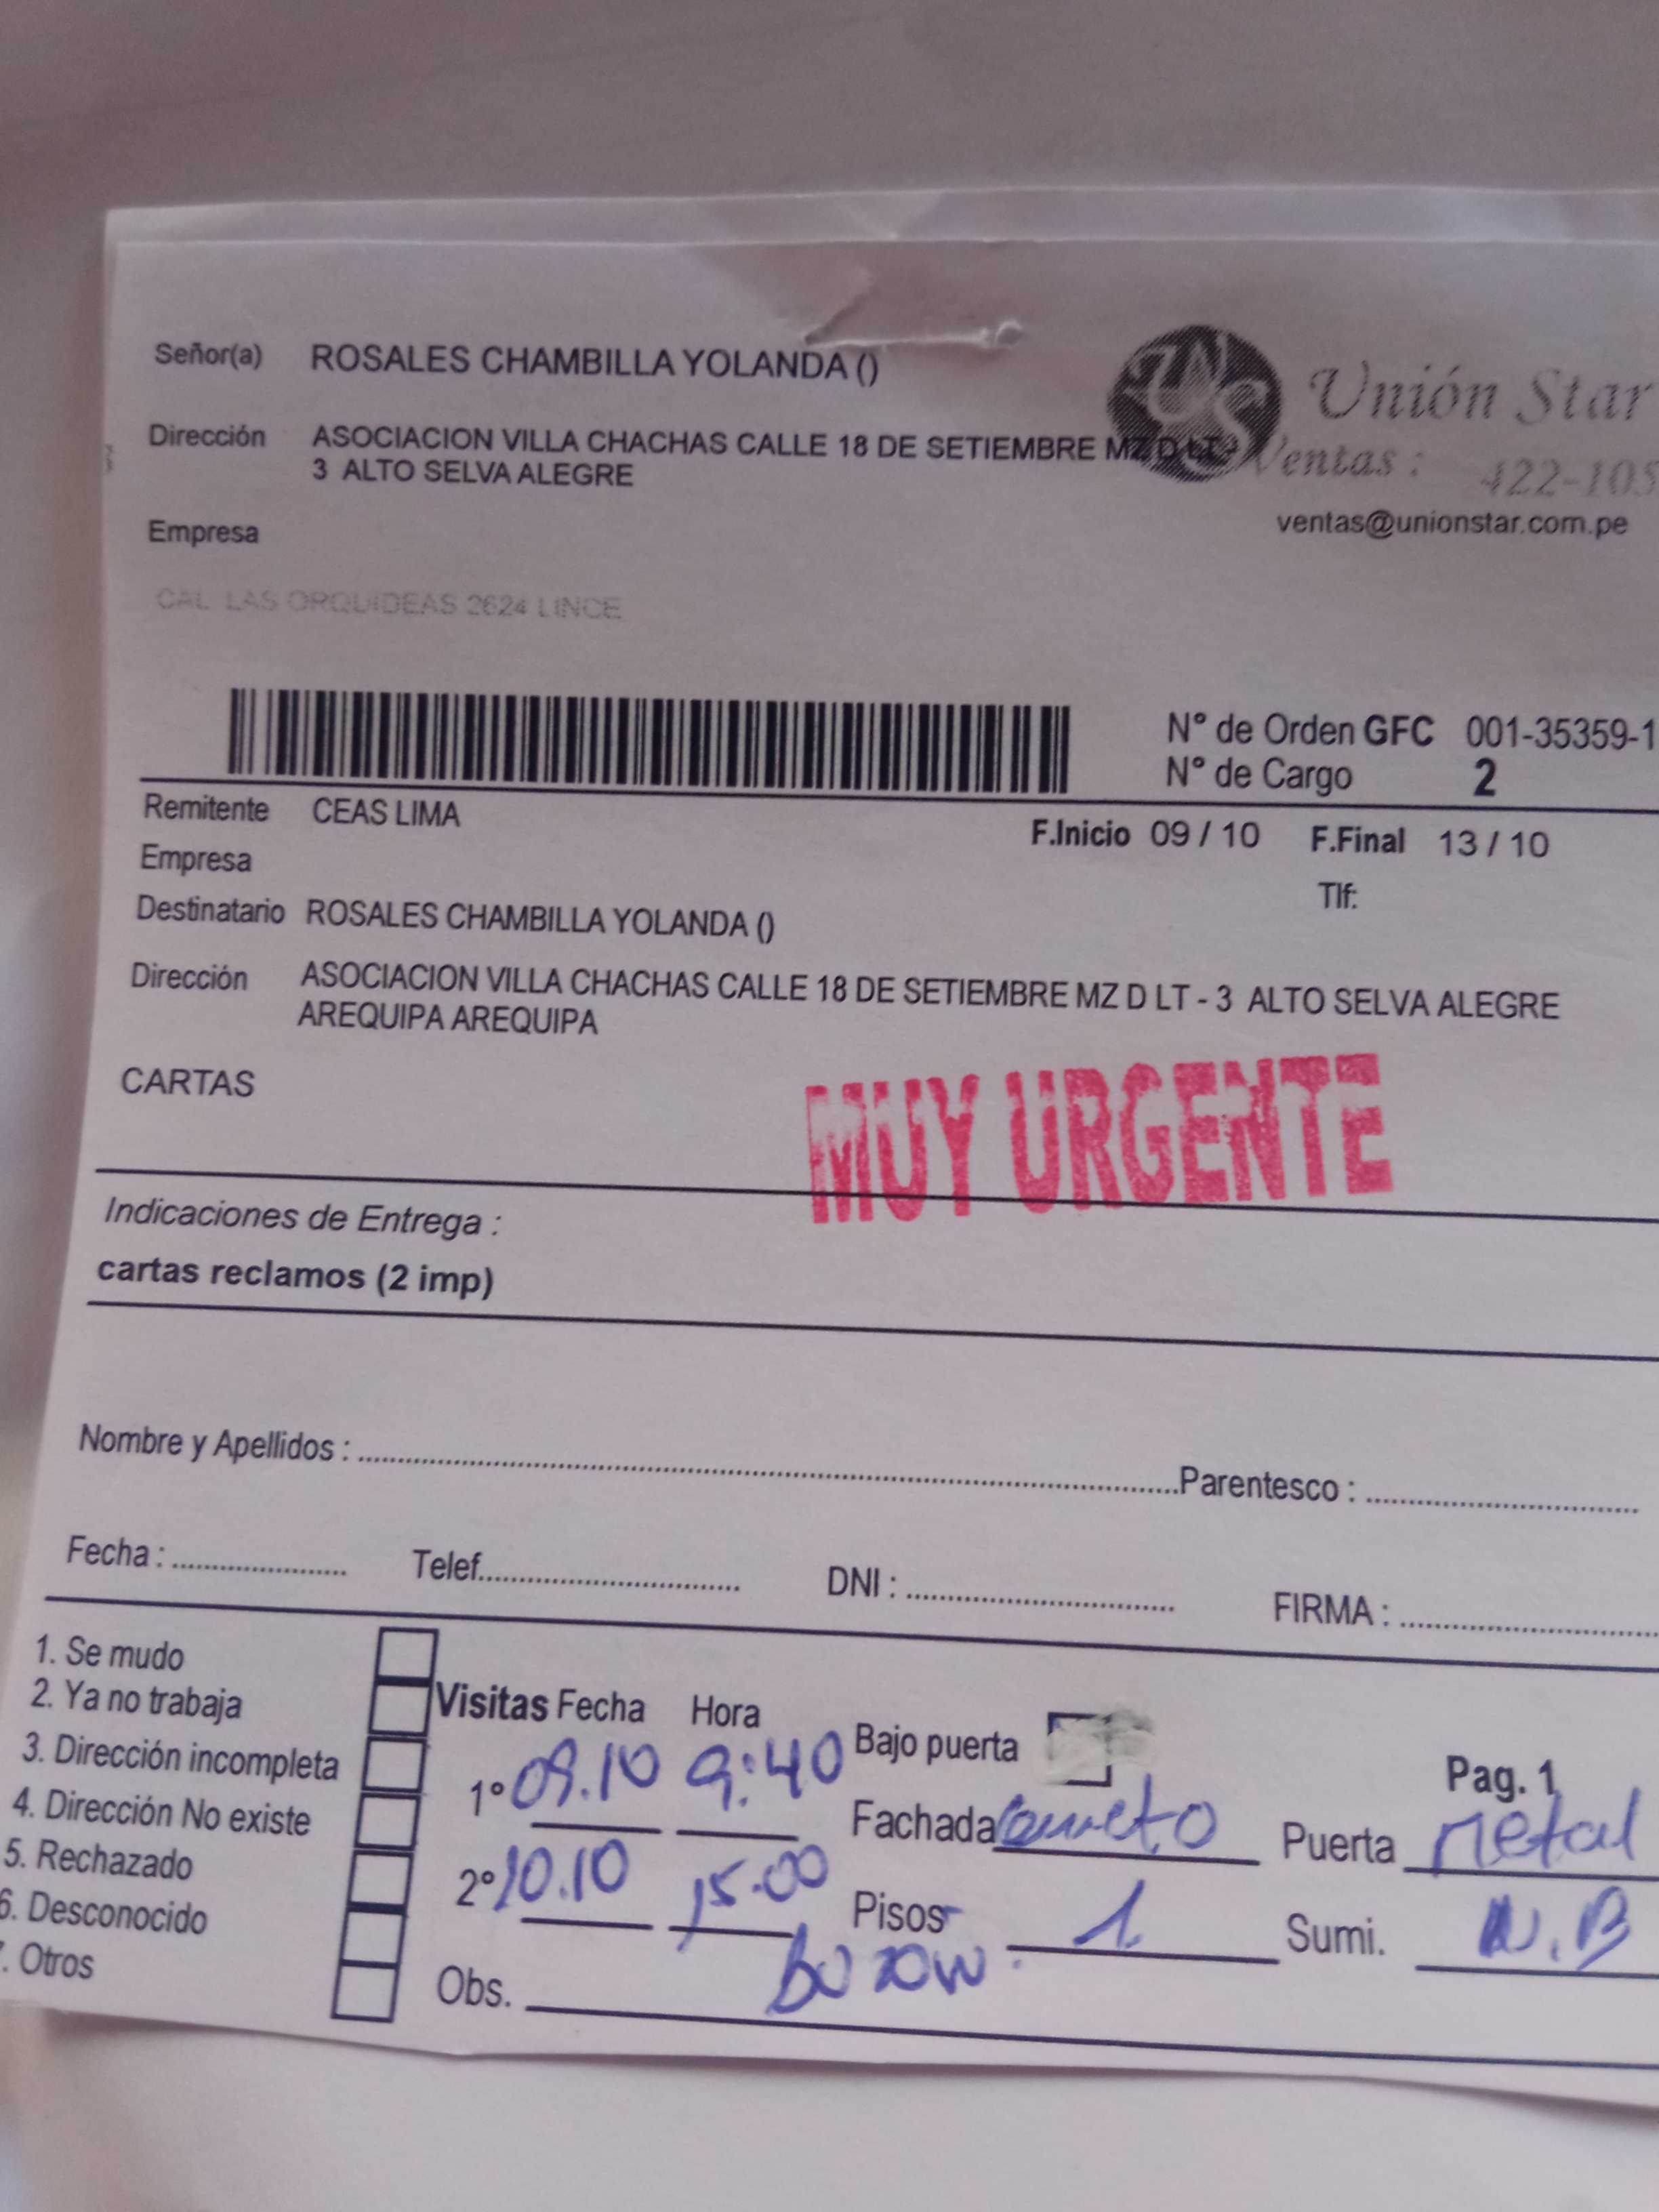 Señor(a) ROSALES CHAMBILLA YOLANDA ()
Unión Star
Dirección ASOCIACION VILLA CHACHAS CALLE 18 DE SETIEMBRE MZ D LT -
3 ALTO SELVA ALEGRE
Ventas : 422-105
ventas@unionstar.com.pe
Empresa
CAL LAS ORQUIDEAS 2624 LINCE
N° de Orden GFC 001-35359-1
N° de Cargo 2
Remitente CEAS LIMA
F.Inicio 09 / 10 F.Final 13 / 10
Empresa
Tlf:
Destinatario ROSALES CHAMBILLA YOLANDA ()
Dirección ASOCIACION VILLA CHACHAS CALLE 18 DE SETIEMBRE MZ D LT - 3 ALTO SELVA ALEGRE
AREQUIPA AREQUIPA
CARTAS
MUY URGENTE
Indicaciones de Entrega :
cartas reclamos (2 imp)
Nombre y Apellidos : Parentesco :
Fecha : Telef. DNI : FIRMA :
1. Se mudo
2. Ya no trabaja
3. Dirección incompleta
4. Dirección No existe
5. Rechazado
6. Desconocido
. Otros
Visitas Fecha Hora
1° 09.10 9:40
2° 10.10 15.00
Obs.
Bajo puerta
Pag. 1
Fachada Puerta metal
Pisos 1. Sumi. N.B